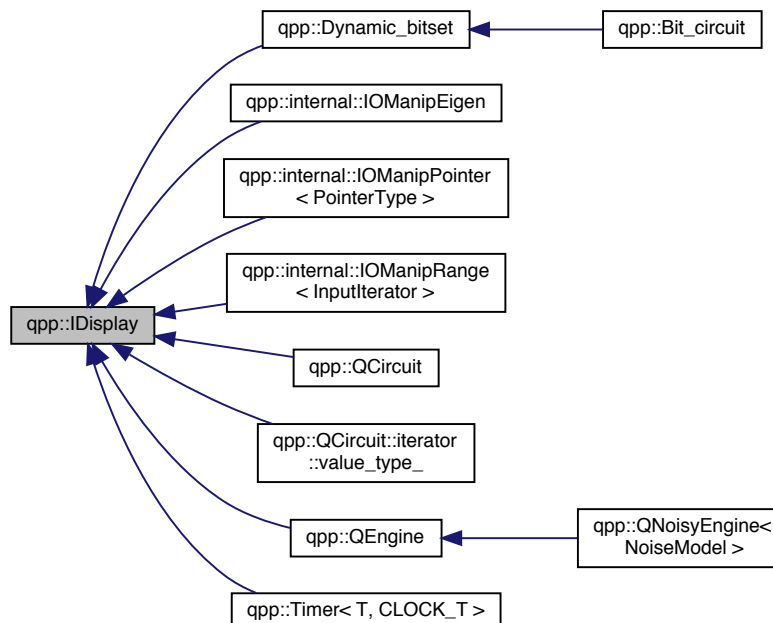 qpp::Dynamic_bitset
qpp::Bit_circuit
qpp::internal::IOManipEigen
qpp::internal::IOManipPointer
< PointerType >
qpp::internal::IOManipRange
< InputIterator >
qpp::IDisplay
qpp::QCircuit
qpp::QCircuit::iterator
::value_type_
qpp::QEngine
qpp::QNoisyEngine<
NoiseModel >
qpp::Timer< T, CLOCK_T >